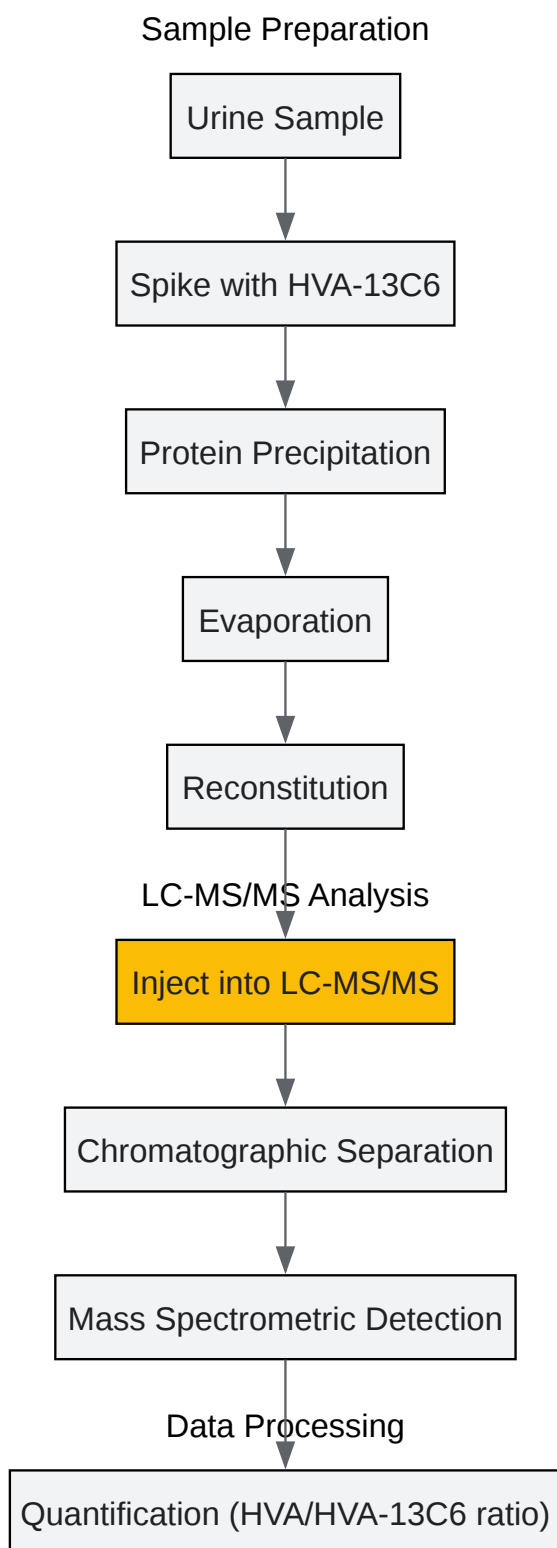 Sample Preparation
Urine Sample
Spike with HVA-13C6
Protein Precipitation
Evaporation
Reconstitution
LC-MS/MS Analysis
Inject into LC-MS/MS
Chromatographic Separation
Mass Spectrometric Detection
Data Processing
Quantification (HVA/HVA-13C6 ratio)